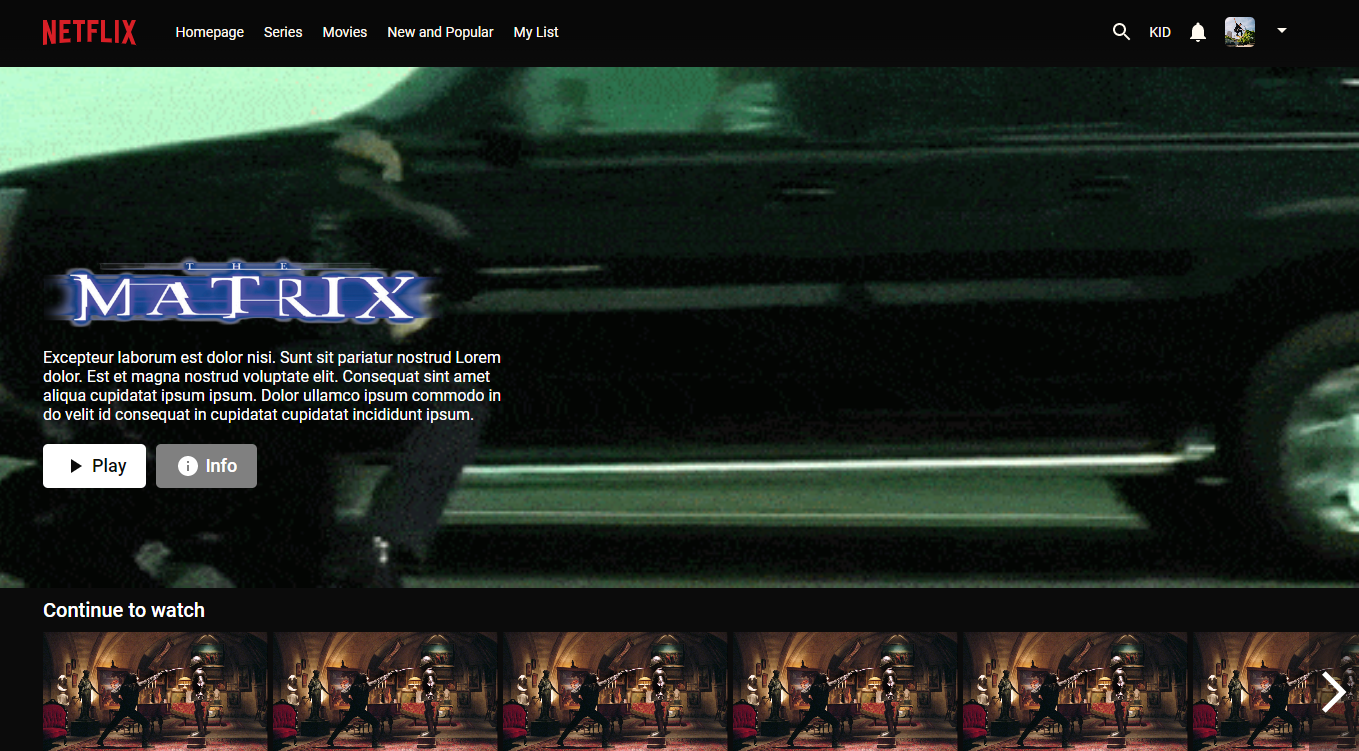 NETFLIX Homepage Series Movies New and Popular My List KID
THE
MATRIX
Excepteur laborum est dolor nisi. Sunt sit pariatur nostrud Lorem
dolor. Est et magna nostrud voluptate elit. Consequat sint amet
aliqua cupidatat ipsum ipsum. Dolor ullamco ipsum commodo in
do velit id consequat in cupidatat cupidatat incididunt ipsum.
Play Info
Continue to watch